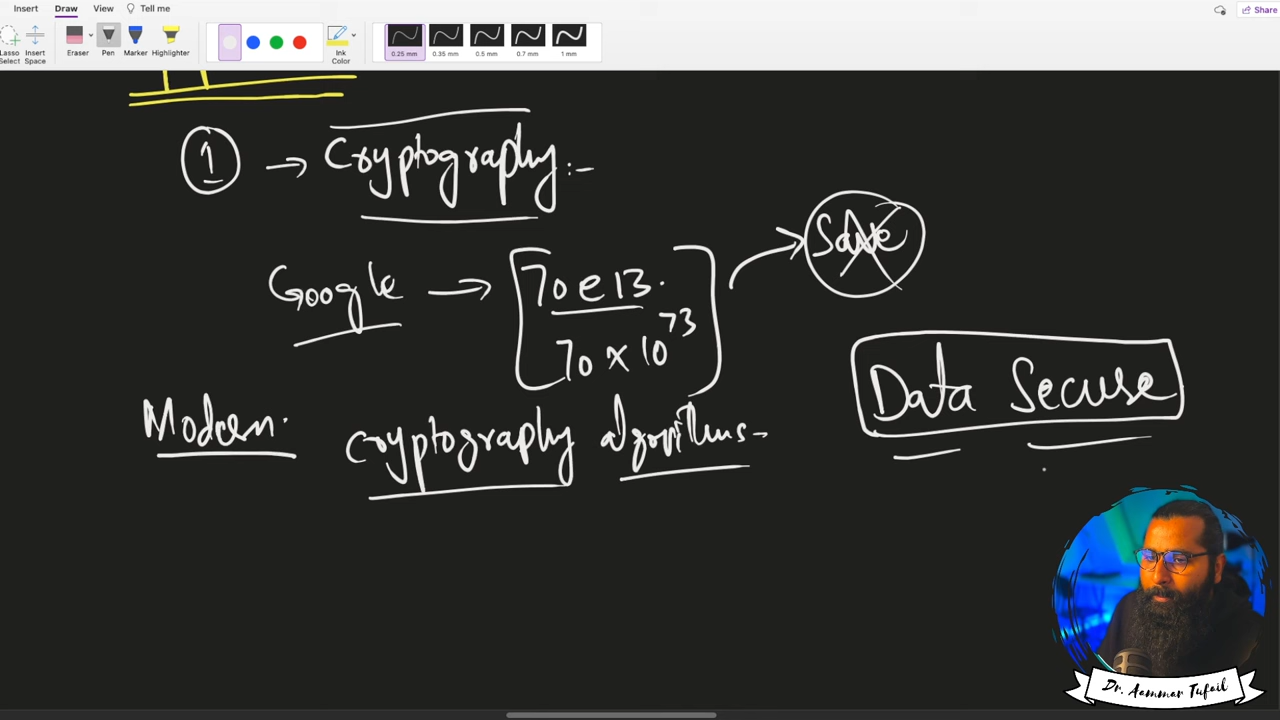 Insert Draw View Tell me
Share
Lasso Select Insert Space Eraser Pen Marker Highlighter Ink Color 0.25 mm 0.35 mm 0.5 mm 0.7 mm 1 mm
1 → Cryptography:-
Google → 70 e 13.
70 x 10^73
Save
Data Secure
Modern.
Cryptography algorithms-
Dr. Aammar Tufail